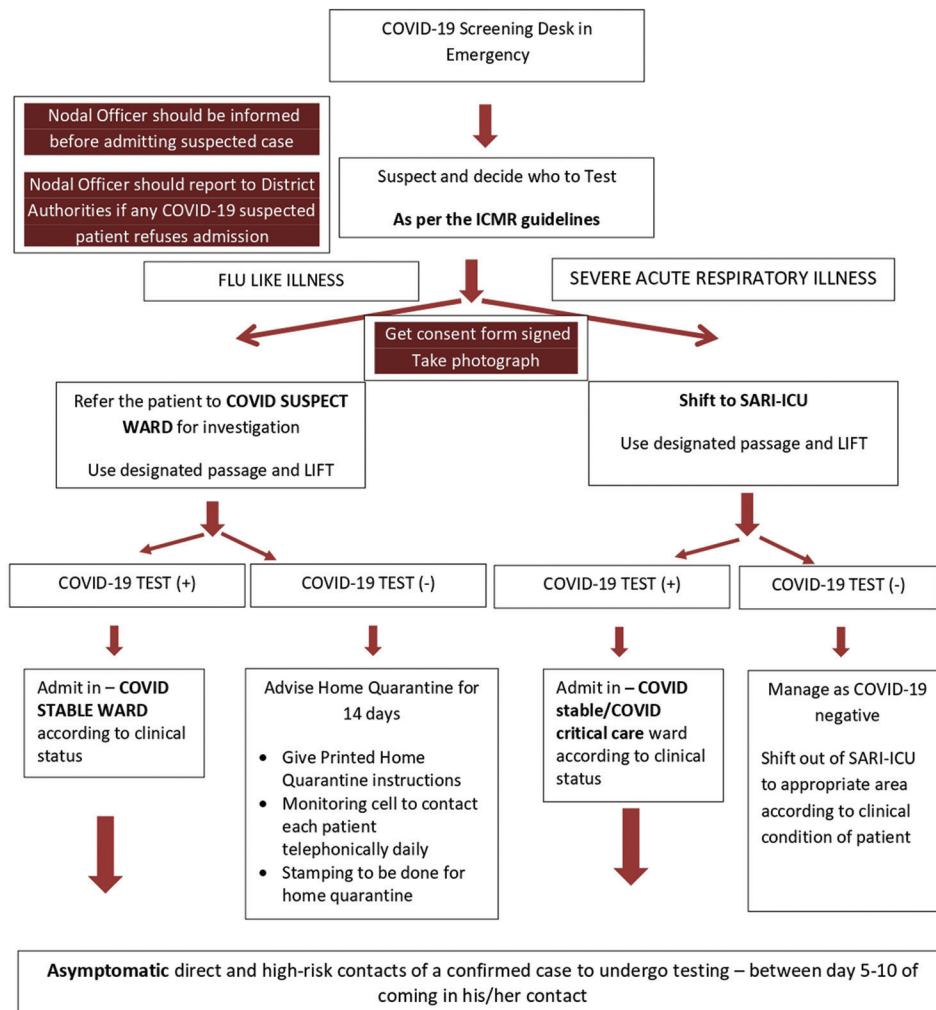 COVID-19 Screening Desk in
Emergency
Nodal Officer should be informed
before admitting suspected case
Nodal Officer should report to District
Authorities if any COVID-19 suspected
patient refuses admission
Suspect and decide who to Test
As per the ICMR guidelines
FLU LIKE ILLNESS
SEVERE ACUTE RESPIRATORY ILLNESS
Get consent form signed
Take photograph
Refer the patient to COVID SUSPECT
WARD for investigation
Use designated passage and LIFT
Shift to SARI-ICU
Use designated passage and LIFT
COVID-19 TEST (+)
COVID-19 TEST (-)
COVID-19 TEST (+)
COVID-19 TEST (-)
Admit in – COVID
STABLE WARD
according to clinical
status
Advise Home Quarantine for
14 days
• Give Printed Home
Quarantine instructions
• Monitoring cell to contact
each patient
telephonically daily
• Stamping to be done for
home quarantine
Admit in – COVID
stable/COVID
critical care ward
according to clinical
status
Manage as COVID-19
negative
Shift out of SARI-ICU
to appropriate area
according to clinical
condition of patient
Asymptomatic direct and high-risk contacts of a confirmed case to undergo testing – between day 5-10 of
coming in his/her contact